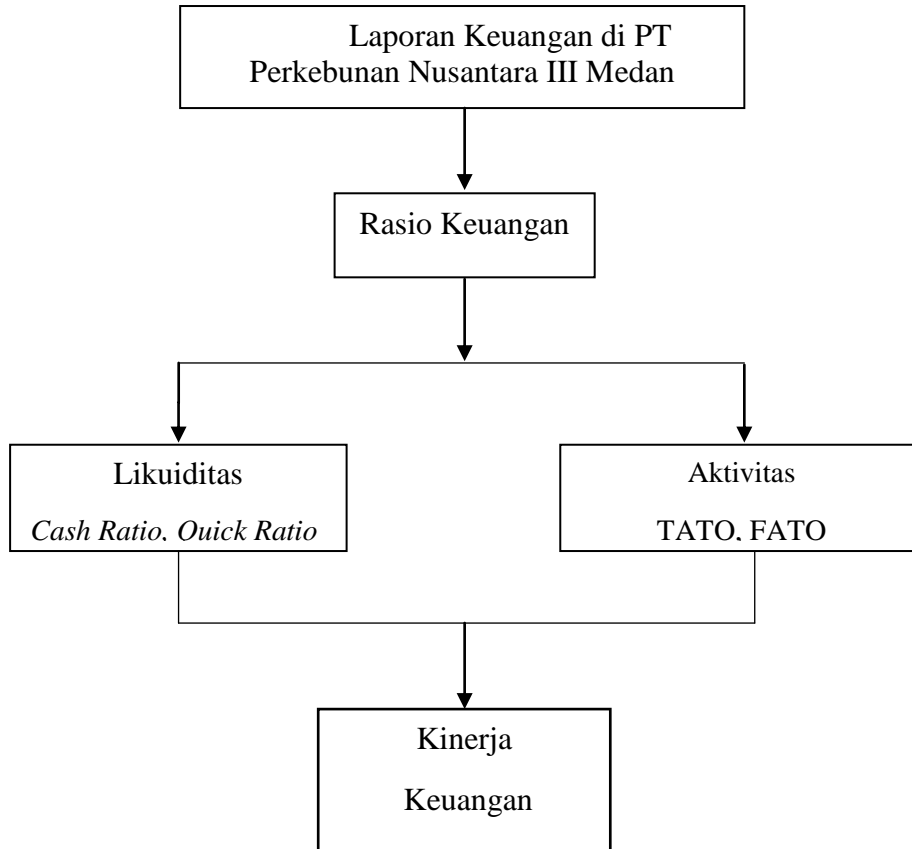 Laporan Keuangan di PT
Perkebunan Nusantara III Medan
Rasio Keuangan
Likuiditas
Cash Ratio, Quick Ratio
Aktivitas
TATO, FATO
Kinerja
Keuangan